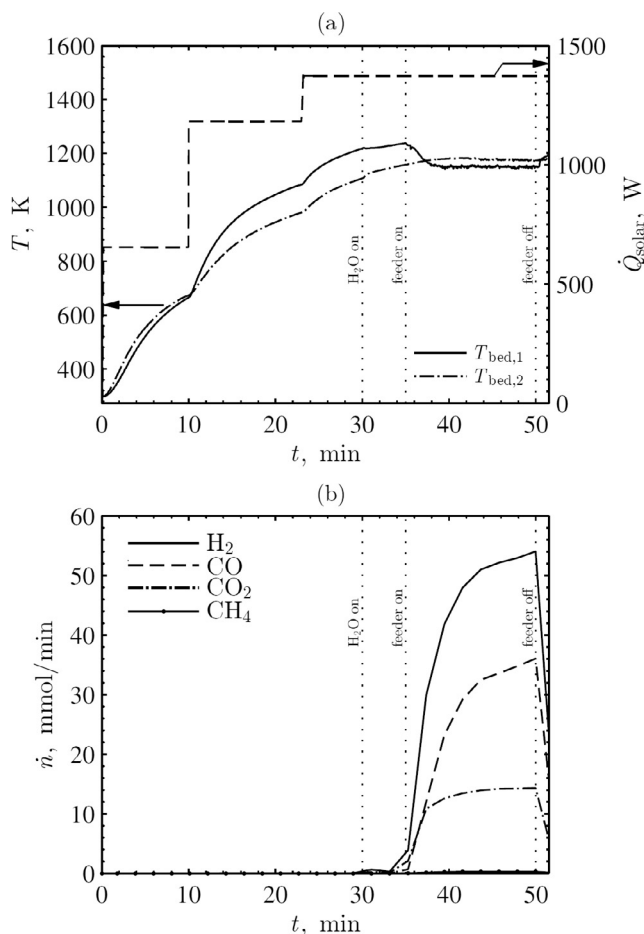 (a)
1600
1400
1200
1000
800
600
400
T, K
1500
1000
500
0
Q̇solar, W
H₂O on
feeder on
feeder off
Tbed,1
Tbed,2
0 10 20 30 40 50
t, min
(b)
60
50
40
30
20
10
0
ṅ, mmol/min
H₂
CO
CO₂
CH₄
H₂O on
feeder on
feeder off
0 10 20 30 40 50
t, min